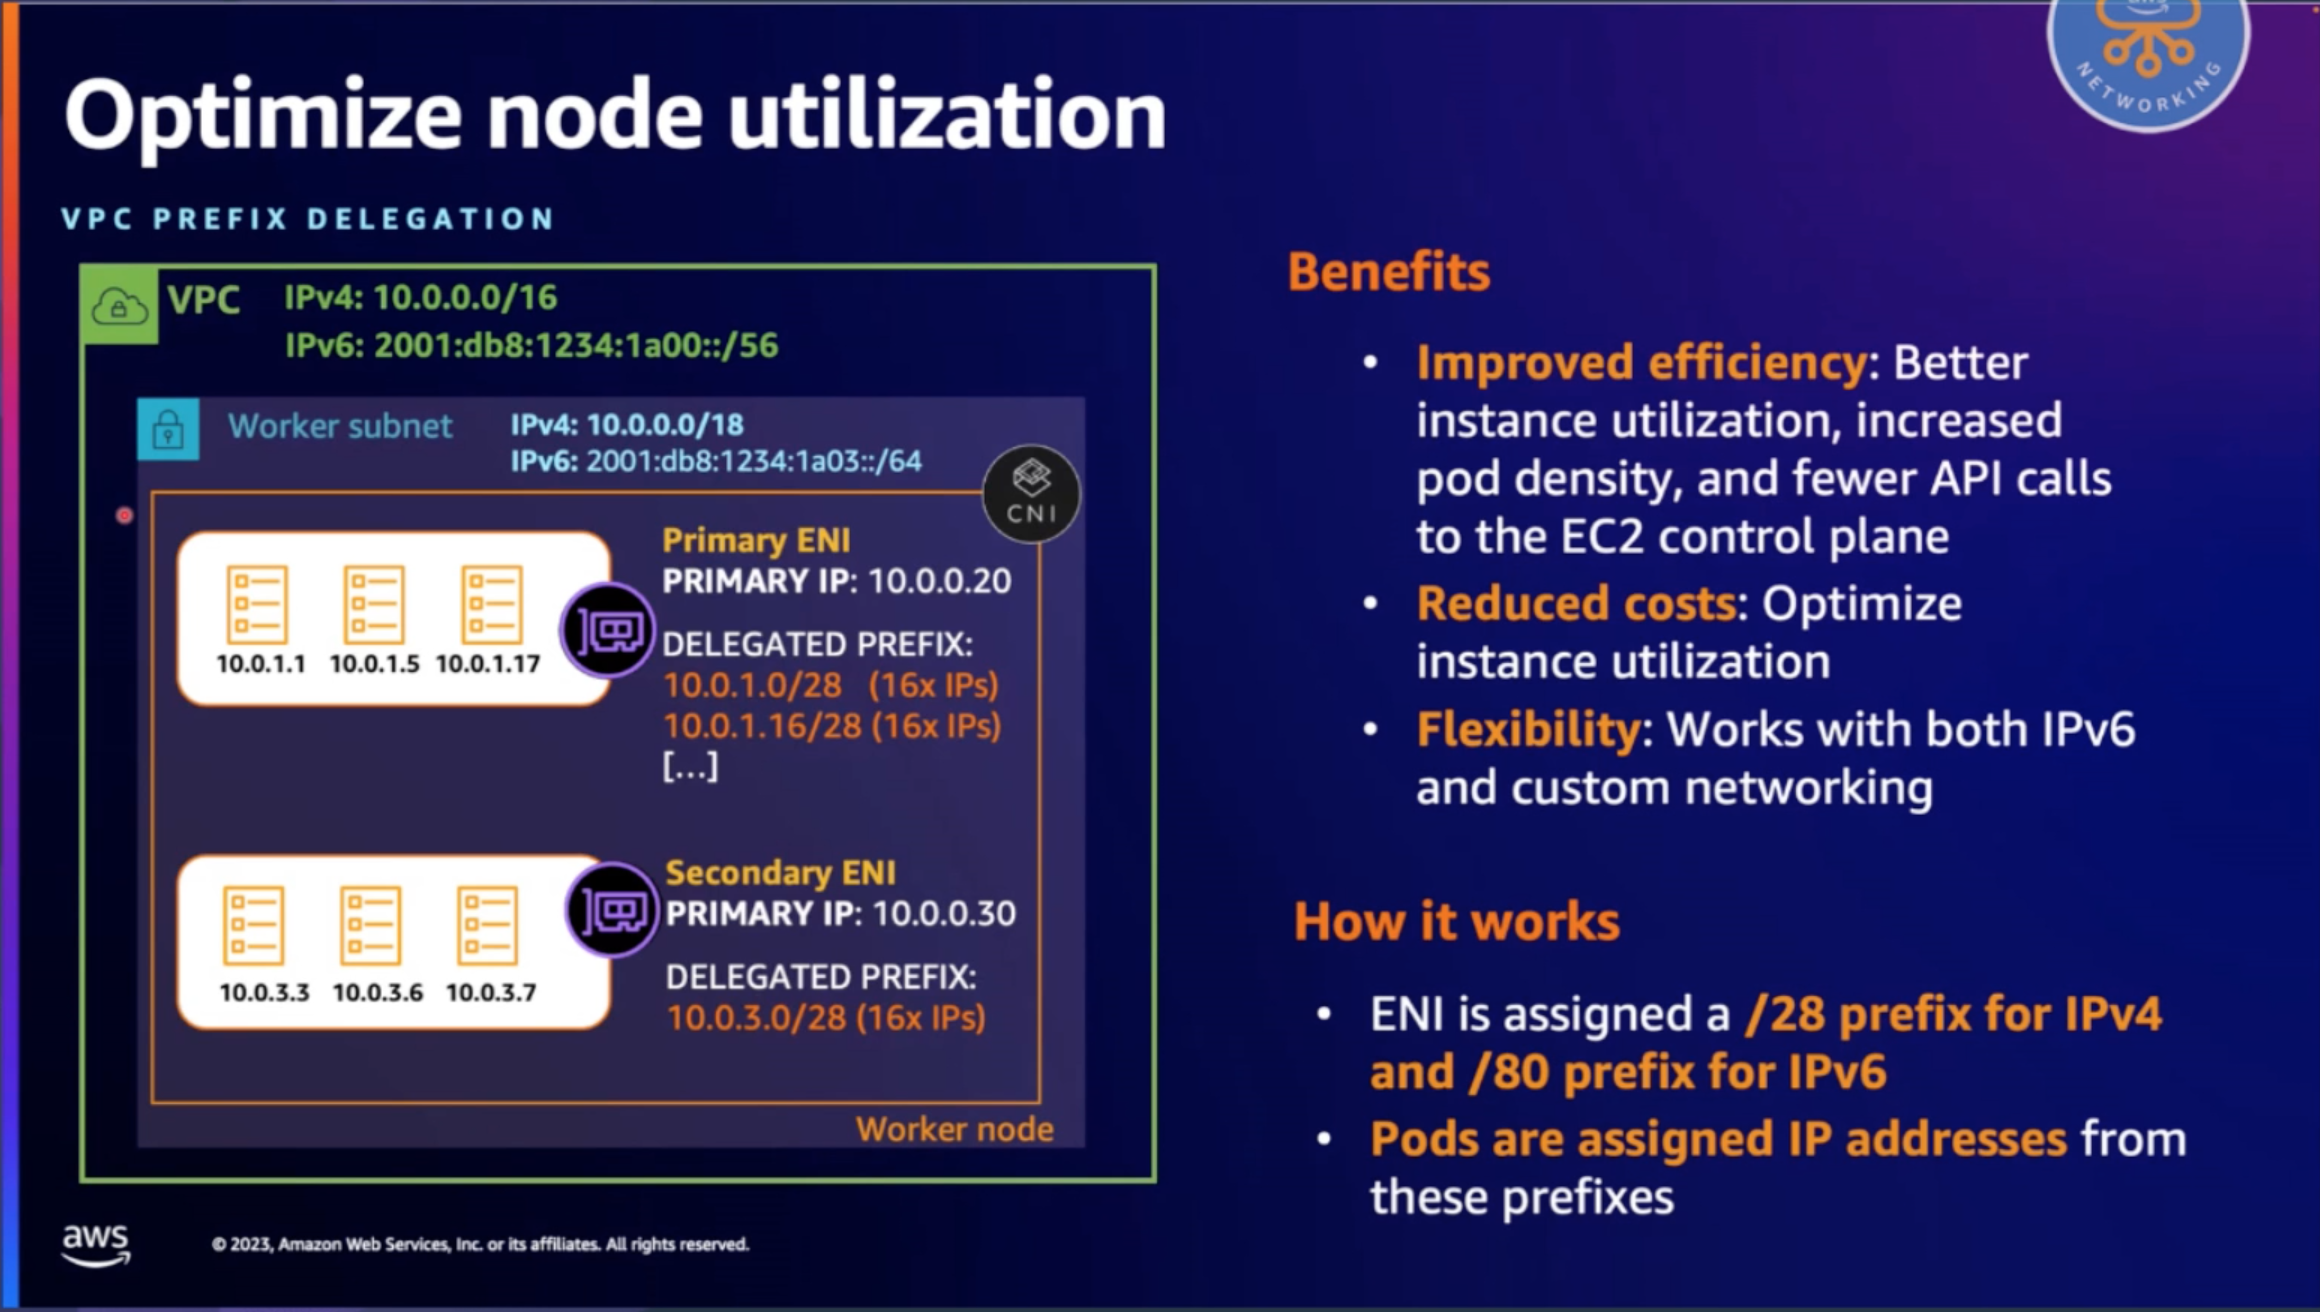 Optimize node utilization
VPC PREFIX DELEGATION
VPC IPv4: 10.0.0.0/16
IPv6: 2001:db8:1234:1a00::/56
Worker subnet IPv4: 10.0.0.0/18
IPv6: 2001:db8:1234:1a03::/64
CNI
Primary ENI
PRIMARY IP: 10.0.0.20
DELEGATED PREFIX:
10.0.1.0/28 (16x IPs)
10.0.1.16/28 (16x IPs)
[...]
10.0.1.1 10.0.1.5 10.0.1.17
Secondary ENI
PRIMARY IP: 10.0.0.30
DELEGATED PREFIX:
10.0.3.0/28 (16x IPs)
10.0.3.3 10.0.3.6 10.0.3.7
Worker node
NETWORKING
Benefits
• Improved efficiency: Better
instance utilization, increased
pod density, and fewer API calls
to the EC2 control plane
• Reduced costs: Optimize
instance utilization
• Flexibility: Works with both IPv6
and custom networking
How it works
• ENI is assigned a /28 prefix for IPv4
and /80 prefix for IPv6
• Pods are assigned IP addresses from
these prefixes
aws
© 2023, Amazon Web Services, Inc. or its affiliates. All rights reserved.